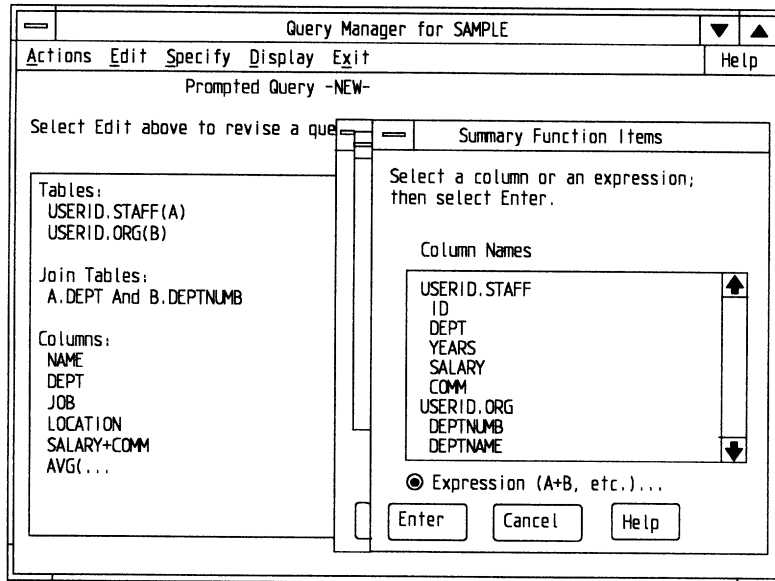 Query Manager for SAMPLE
Actions Edit Specify Display Exit Help
Prompted Query -NEW-
Select Edit above to revise a que
Tables:
USERID.STAFF(A)
USERID.ORG(B)
Join Tables:
A.DEPT And B.DEPTNUMB
Columns:
NAME
DEPT
JOB
LOCATION
SALARY+COMM
AVG(...
Summary Function Items
Select a column or an expression;
then select Enter.
Column Names
USERID.STAFF
ID
DEPT
YEARS
SALARY
COMM
USERID.ORG
DEPTNUMB
DEPTNAME
Expression (A+B, etc.)...
Enter Cancel Help